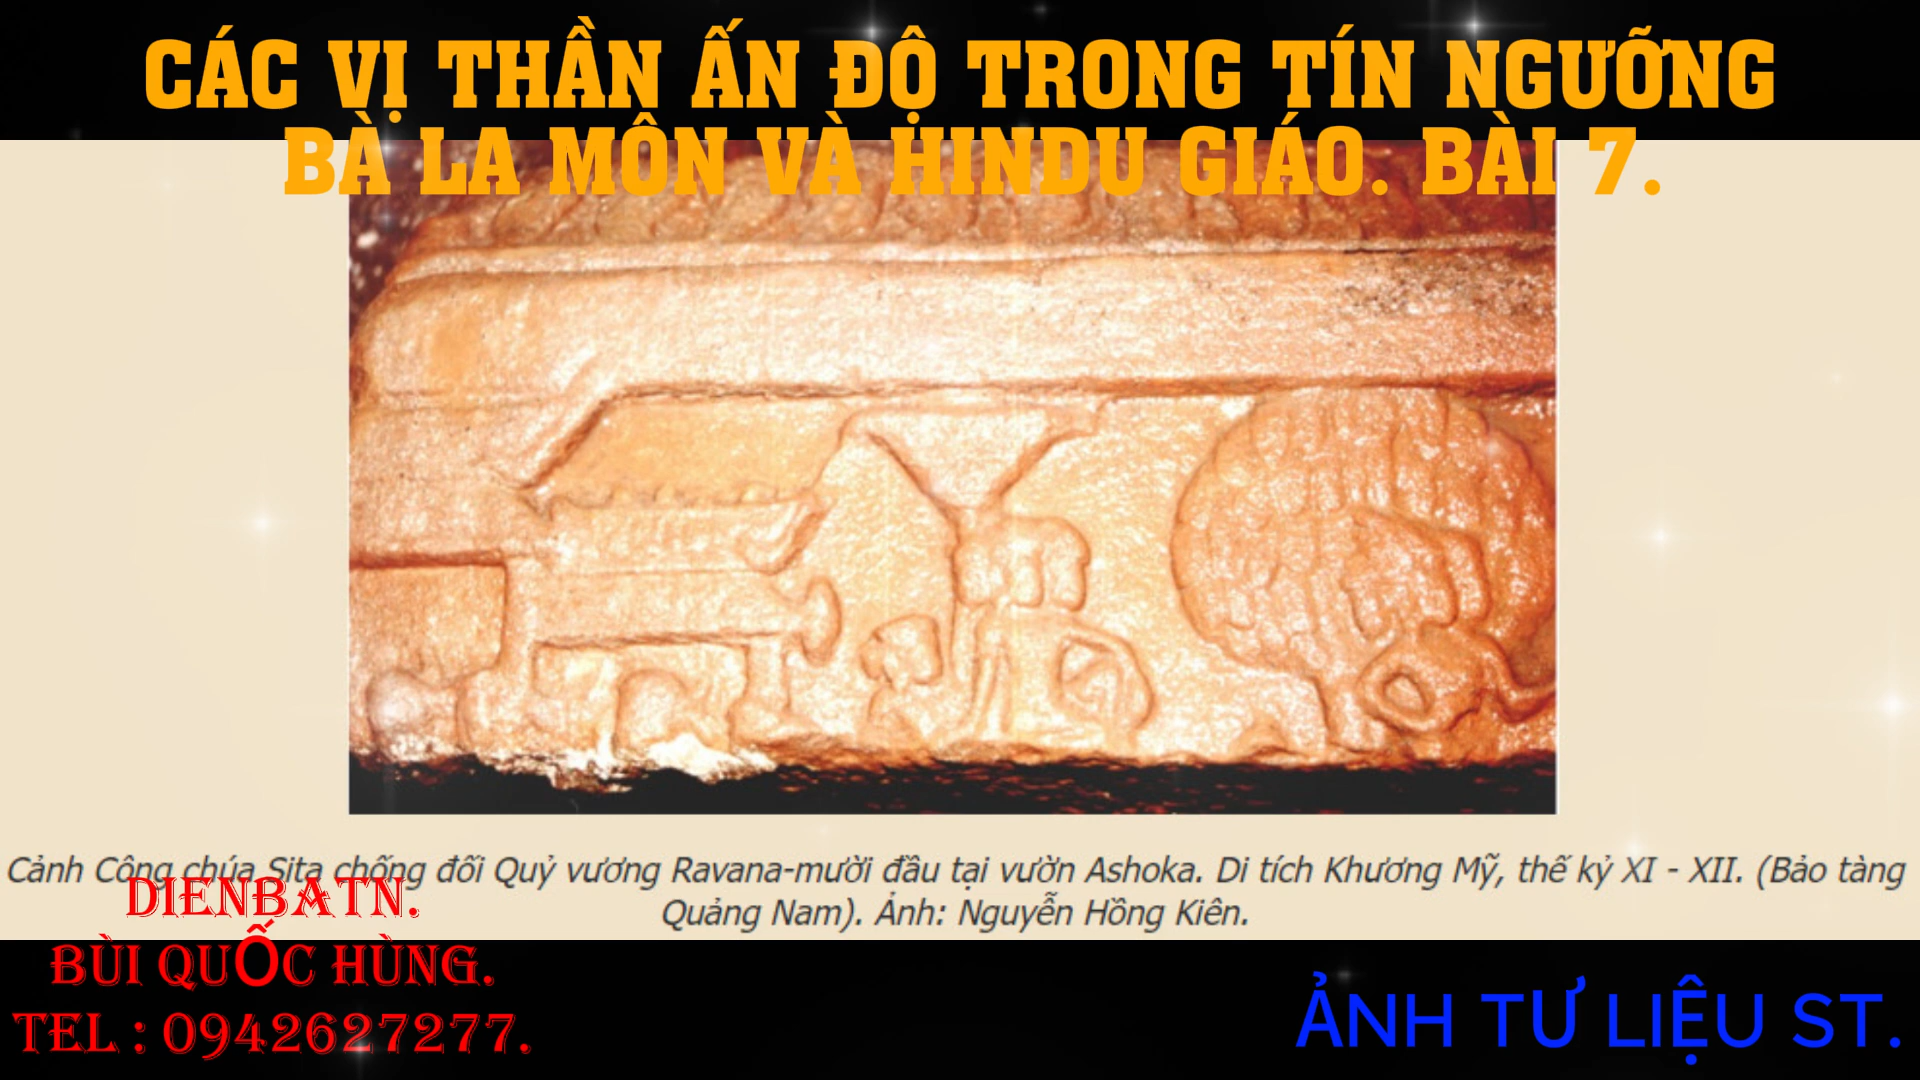 CÁC VỊ THẦN ẤN ĐỘ TRONG TÍN NGƯỠNG
BÀ LA MÔN VÀ HINDU GIÁO. BÀI 7.
Cảnh Công chúa Sita chống đối Quỷ vương Ravana-mười đầu tại vườn Ashoka. Di tích Khương Mỹ, thế kỷ XI - XII. (Bảo tàng
Quảng Nam). Ảnh: Nguyễn Hồng Kiên.
DIENBATN.
BÙI QUỐC HÙNG.
TEL : 0942627277.
ẢNH TƯ LIỆU ST.